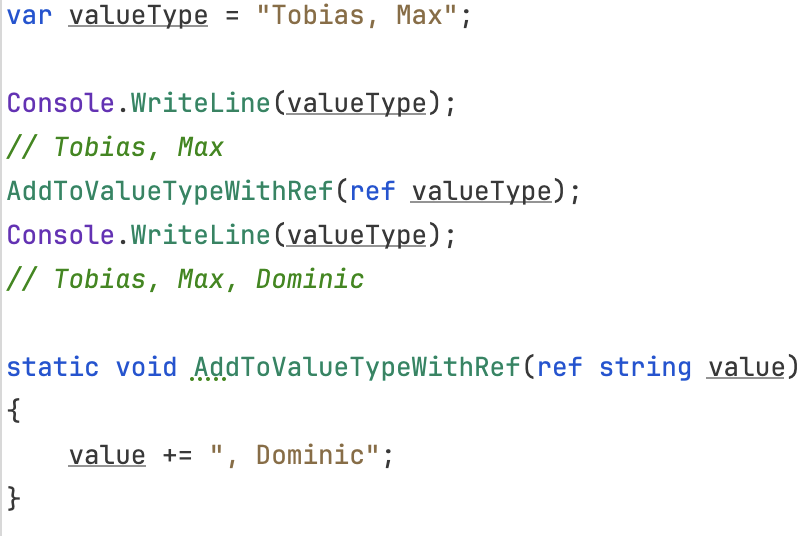 var valueType = "Tobias, Max";
Console.WriteLine(valueType);
// Tobias, Max
AddToValueTypeWithRef(ref valueType);
Console.WriteLine(valueType);
// Tobias, Max, Dominic
static void AddToValueTypeWithRef(ref string value)
{
    value += ", Dominic";
}